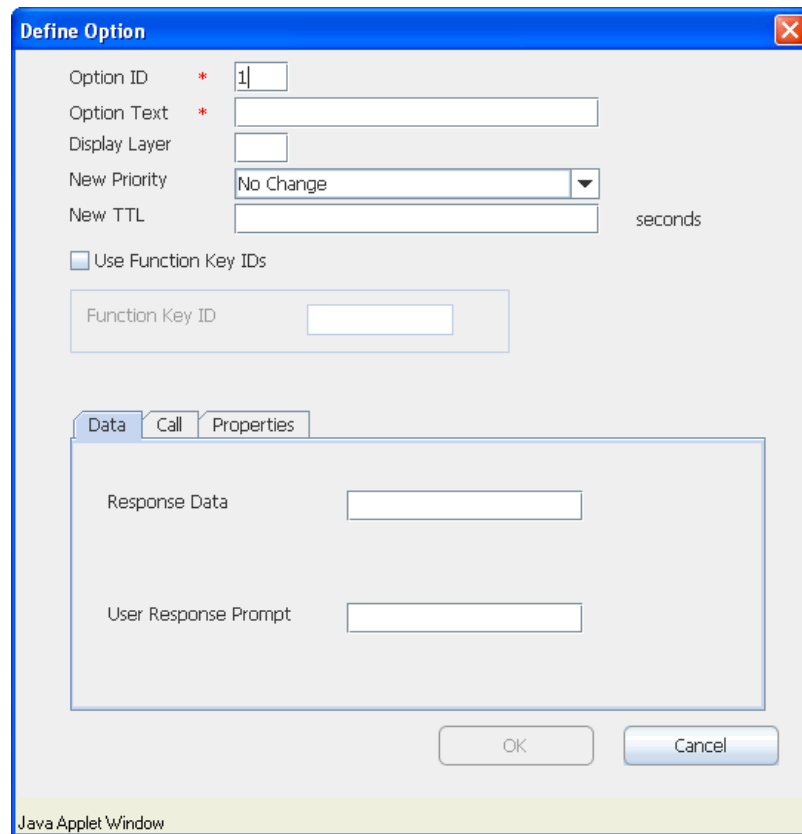 Define Option
Option ID * 1
Option Text *
Display Layer
New Priority No Change
New TTL seconds
Use Function Key IDs
Function Key ID
Data Call Properties
Response Data
User Response Prompt
OK Cancel
Java Applet Window